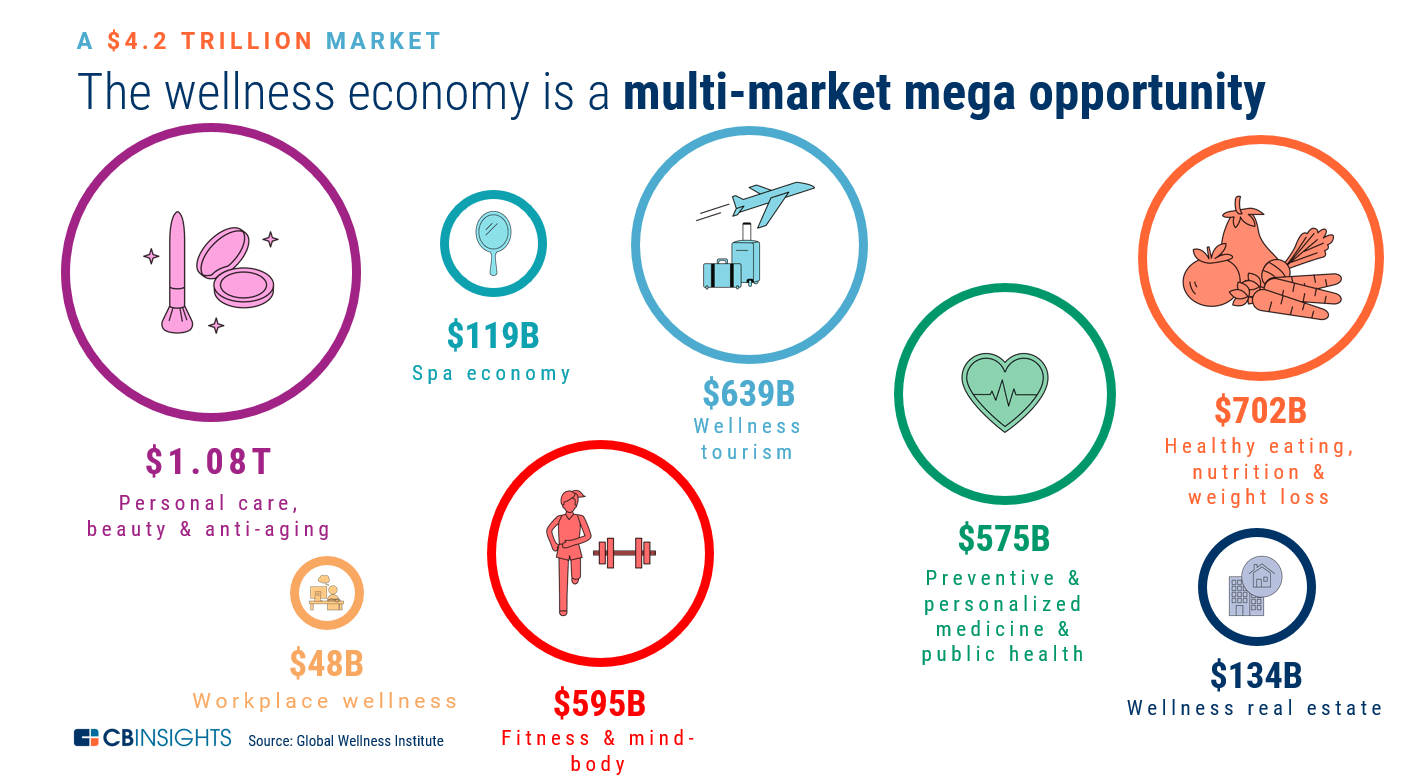 A $4.2 TRILLION MARKET
The wellness economy is a multi-market mega opportunity
$1.08T
Personal care,
beauty & anti-aging
$119B
Spa economy
$639B
Wellness
tourism
$575B
Preventive &
personalized
medicine &
public health
$702B
Healthy eating,
nutrition &
weight loss
$48B
Workplace wellness
$595B
Fitness & mind-
body
$134B
Wellness real estate
CBINSIGHTS Source: Global Wellness Institute